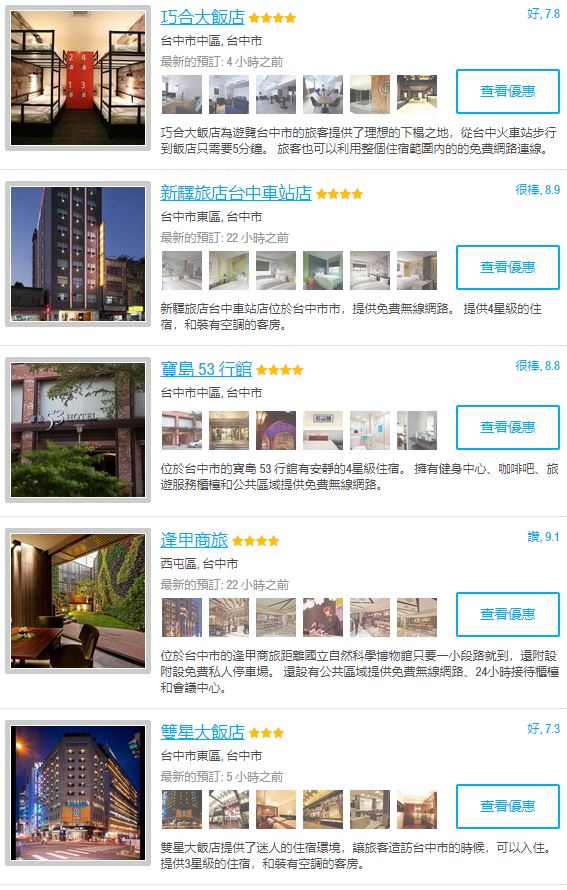 巧合大飯店
好, 7.8
台中市中區, 台中市
最新的預訂: 4 小時之前
查看優惠
巧合大飯店為遊覽台中市的旅客提供了理想的下榻之地，從台中火車站步行
到飯店只需要5分鐘。 旅客也可以利用整個住宿範圍內的的免費網路連線。
新驛旅店台中車站店
很棒, 8.9
台中市東區, 台中市
最新的預訂: 22 小時之前
查看優惠
新驛旅店台中車站店位於台中市市，提供免費無線網路。 提供4星級的住
宿，和裝有空調的客房。
寶島 53 行館
很棒, 8.8
53 HOTEL
台中市中區, 台中市
查看優惠
位於台中市的寶島 53 行館有安靜的4星級住宿。 擁有健身中心、咖啡吧、旅
遊服務櫃檯和公共區域提供免費無線網路。
逢甲商旅
讚, 9.1
西屯區, 台中市
最新的預訂: 22 小時之前
查看優惠
位於台中市的逢甲商旅距離國立自然科學博物館只要一小段路就到，還附設
附設免費私人停車場。 還設有公共區域提供免費無線網路、24小時接待櫃檯
和會議中心。
雙星大飯店
好, 7.3
台中市東區, 台中市
最新的預訂: 5 小時之前
查看優惠
雙星大飯店提供了迷人的住宿環境，讓旅客造訪台中市的時候，可以入住。
提供3星級的住宿，和裝有空調的客房。